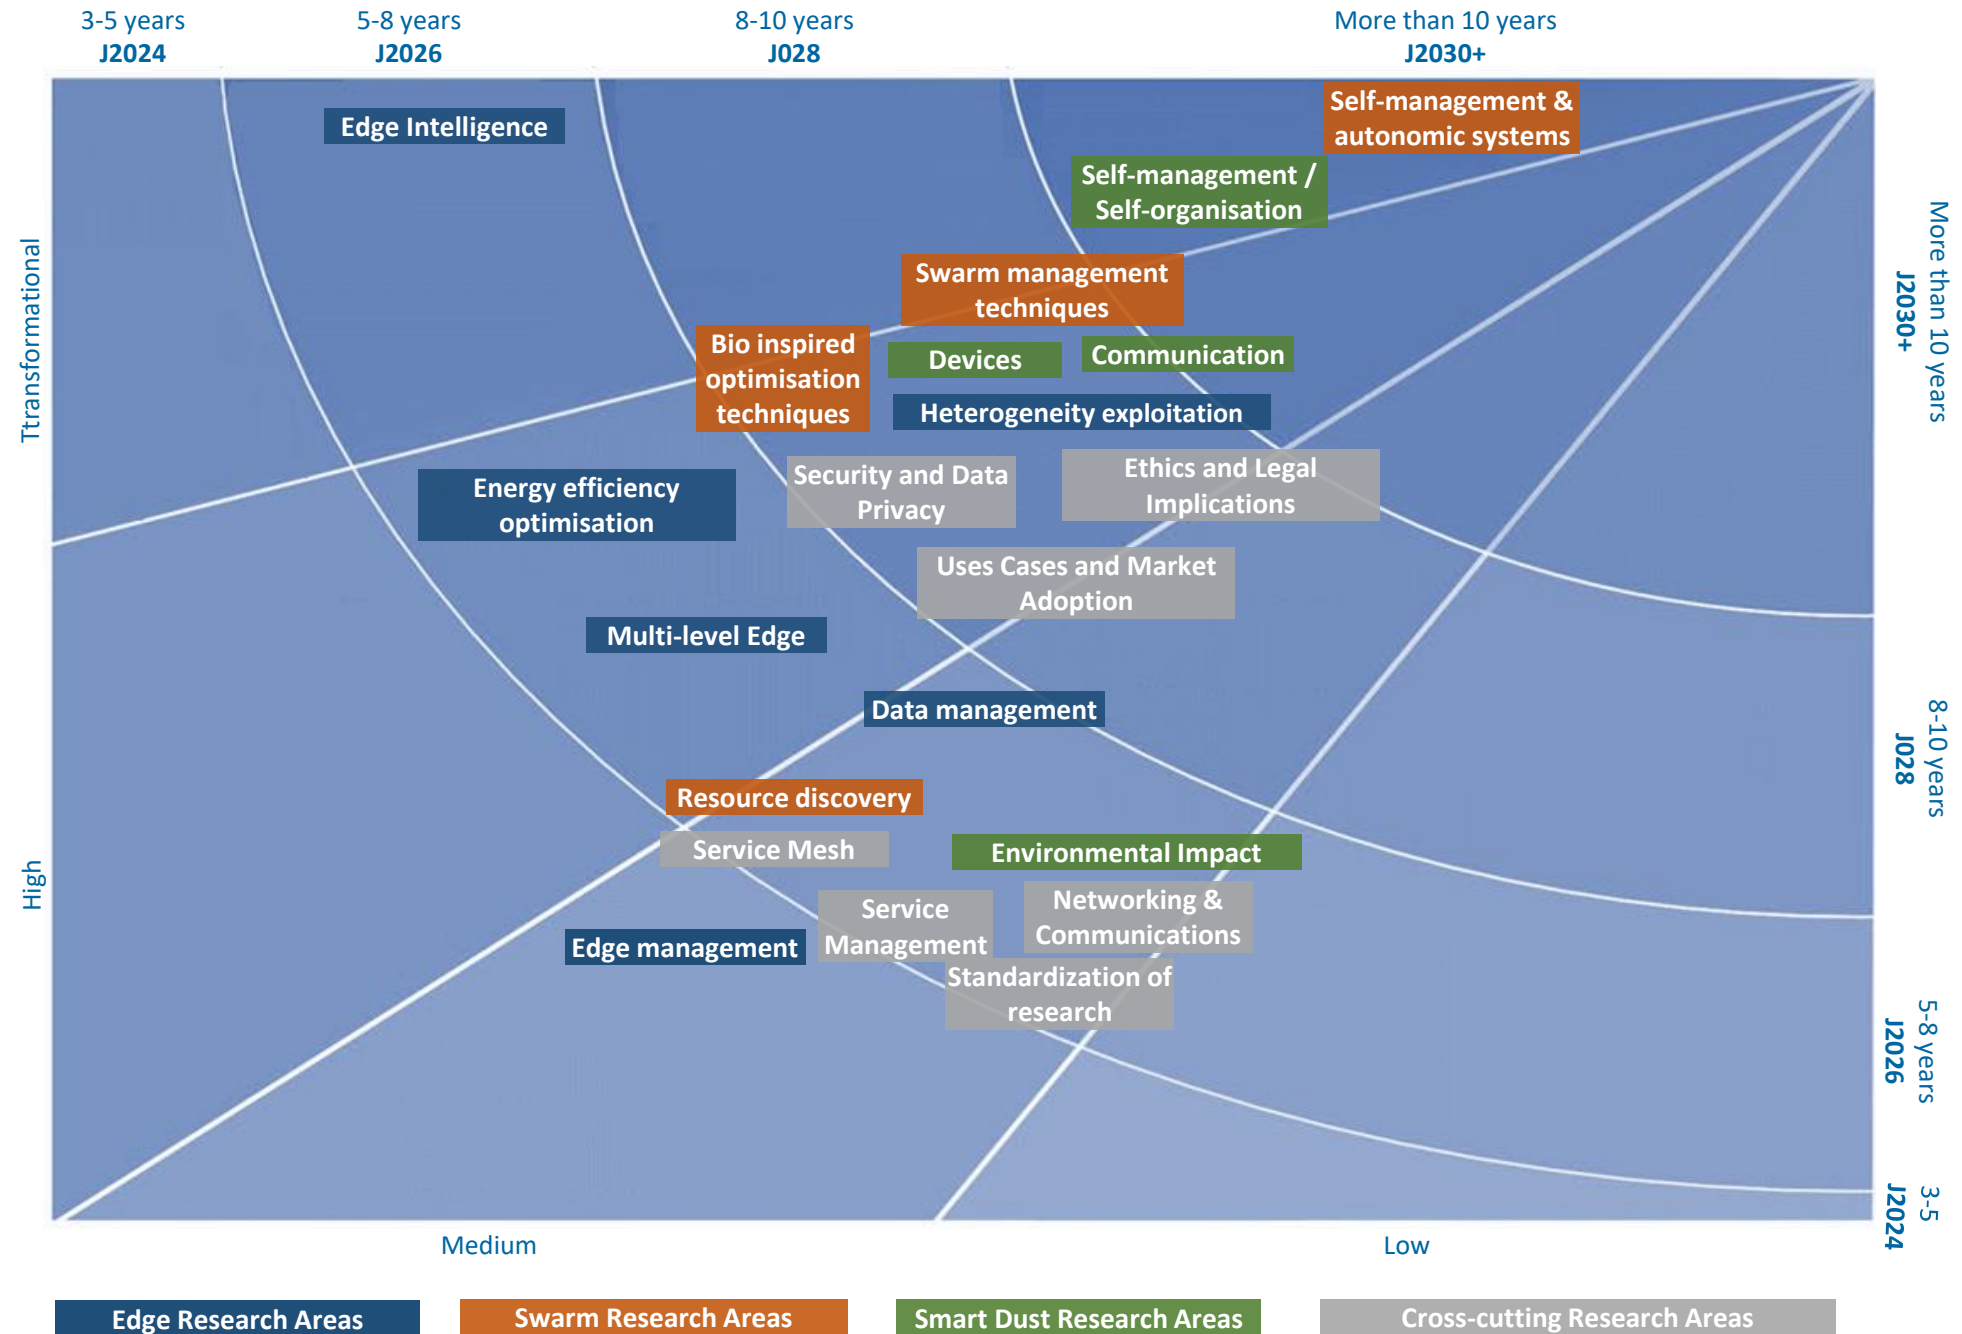 3-5 years
J2024
5-8 years
J2026
8-10 years
J028
More than 10 years
J2030+
Edge Intelligence
Self-management &
autonomic systems
Self-management /
Self-organisation
Swarm management
techniques
Bio inspired
optimisation
techniques
Devices
Communication
Heterogeneity exploitation
Energy efficiency
optimisation
Security and Data
Privacy
Ethics and Legal
Implications
Uses Cases and Market
Adoption
Multi-level Edge
Data management
Resource discovery
Service Mesh
Environmental Impact
Service
Management
Networking &
Communications
Edge management
Standardization of
research
Ttransformational
High
More than 10 years
J2030+
8-10 years
J028
5-8 years
J2026
3-5
J2024
Medium
Low
Edge Research Areas
Swarm Research Areas
Smart Dust Research Areas
Cross-cutting Research Areas